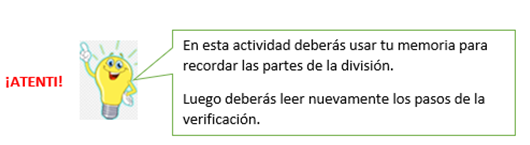 En esta actividad deberás usar tu memoria para
recordar las partes de la división.
¡ATENTI!
Luego deberás leer nuevamente los pasos de la
verificación.